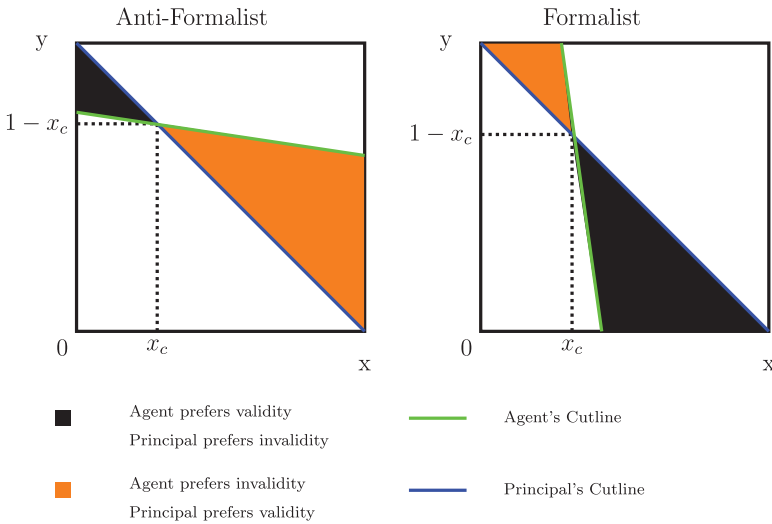 Anti-Formalist
Formalist
y
y
1 − x_c
1 − x_c
0
x_c
x
0
x_c
x
Agent prefers validity
Principal prefers invalidity
Agent's Cutline
Agent prefers invalidity
Principal prefers validity
Principal's Cutline